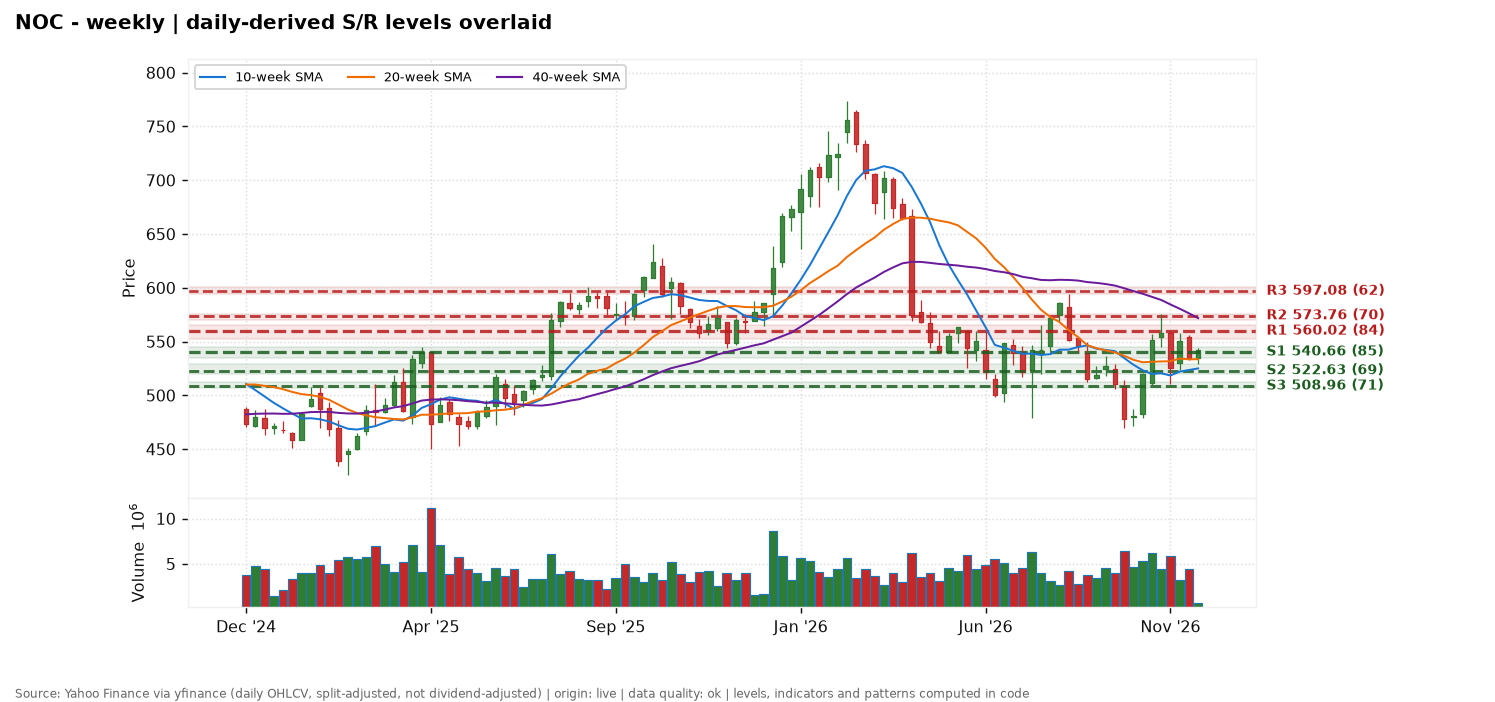 NOC - weekly | daily-derived S/R levels overlaid
10-week SMA
20-week SMA
40-week SMA
Price
800
750
700
650
600
550
500
450
R3 597.08 (62)
R2 573.76 (70)
R1 560.02 (84)
S1 540.66 (85)
S2 522.63 (69)
S3 508.96 (71)
Volume 10⁶
10
5
Dec '24
Apr '25
Sep '25
Jan '26
Jun '26
Nov '26
Source: Yahoo Finance via yfinance (daily OHLCV, split-adjusted, not dividend-adjusted) | origin: live | data quality: ok | levels, indicators and patterns computed in code